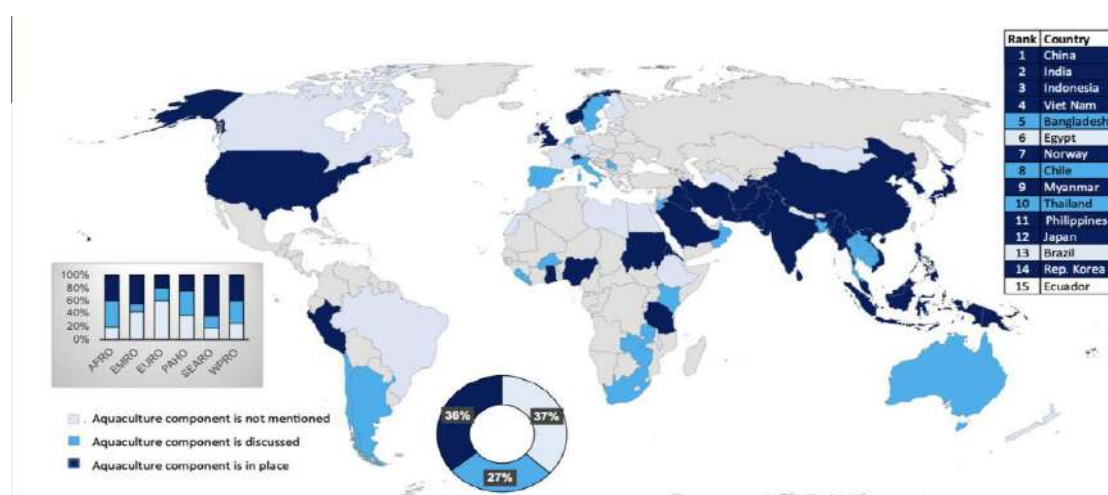 Rank Country
1 China
2 India
3 Indonesia
4 Viet Nam
5 Bangladesh
6 Egypt
7 Norway
8 Chile
9 Myanmar
10 Thailand
11 Philippines
12 Japan
13 Brazil
14 Rep. Korea
15 Ecuador
100%
80%
60%
40%
20%
0%
AFRO
EMRO
EURO
PAHO
SEARO
WPRO
. Aquaculture component is not mentioned
Aquaculture component is discussed
Aquaculture component is in place
36%
37%
27%